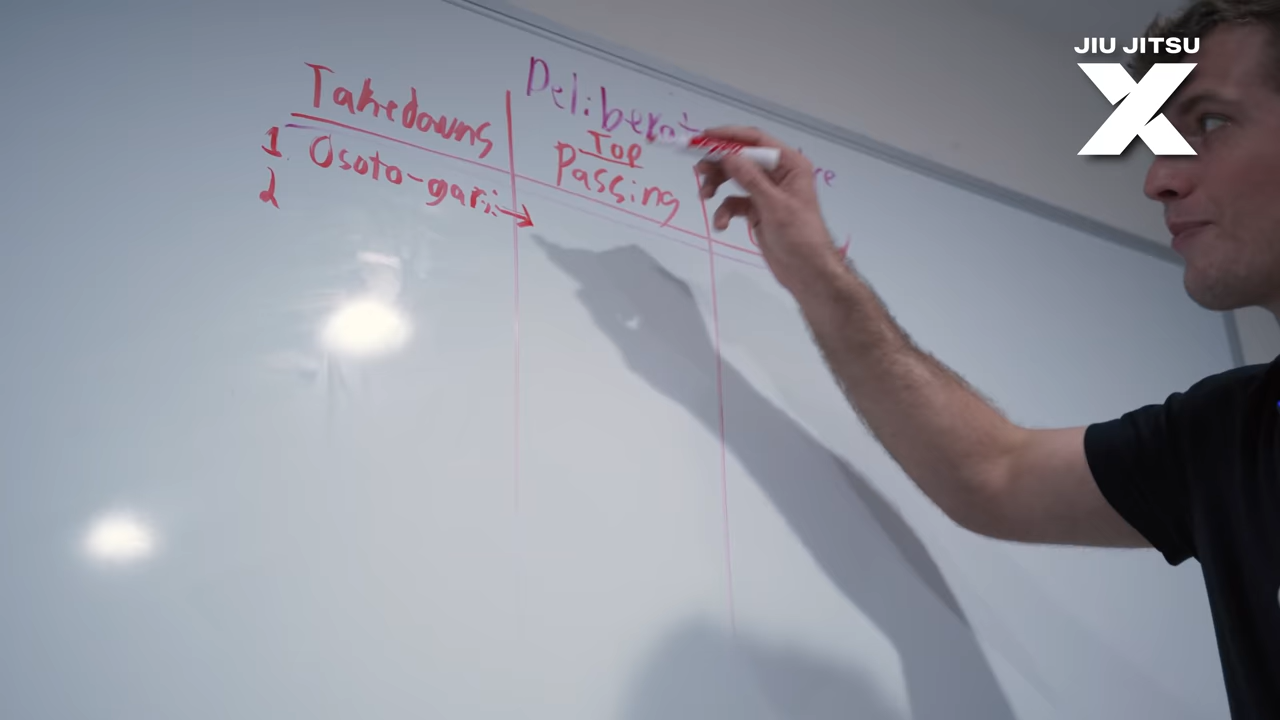 JIU JITSU
X
Takedowns
Top
Passing
1. Osoto-gari →
2